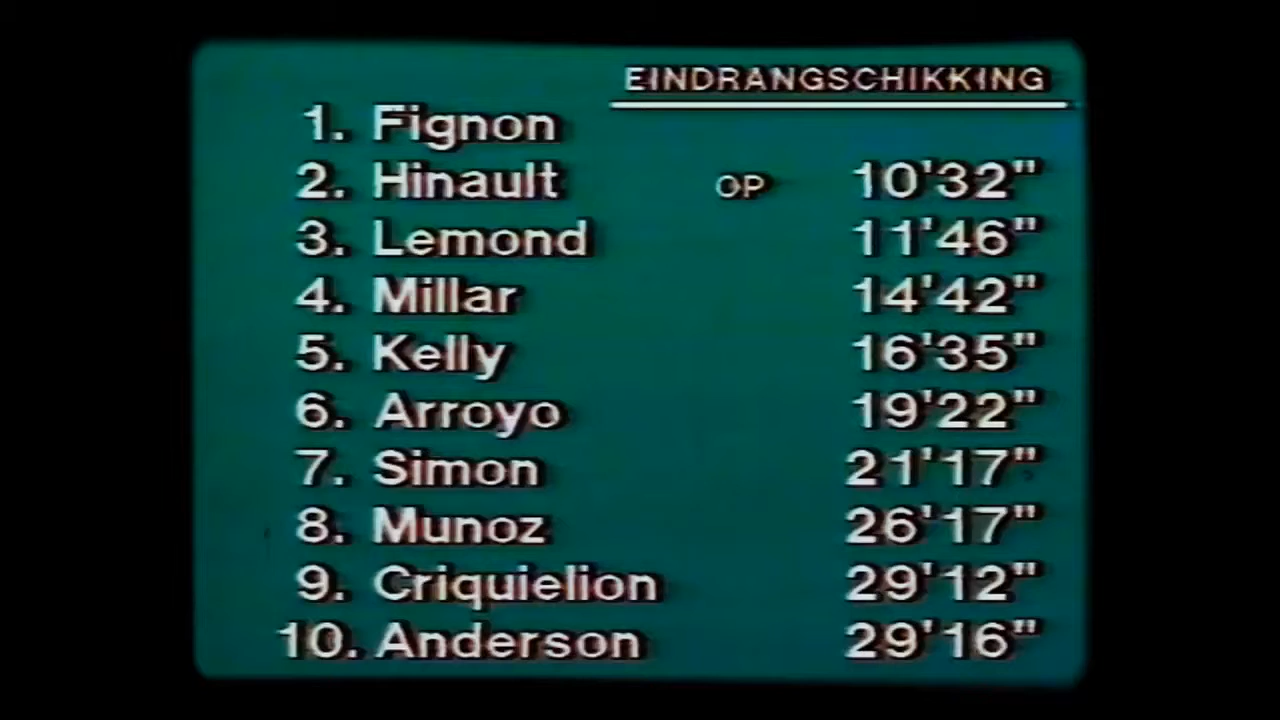 EINDRANGSCHIKKING
1. Fignon
2. Hinault OP 10'32"
3. Lemond 11'46"
4. Millar 14'42"
5. Kelly 16'35"
6. Arroyo 19'22"
7. Simon 21'17"
8. Munoz 26'17"
9. Criquielion 29'12"
10. Anderson 29'16"